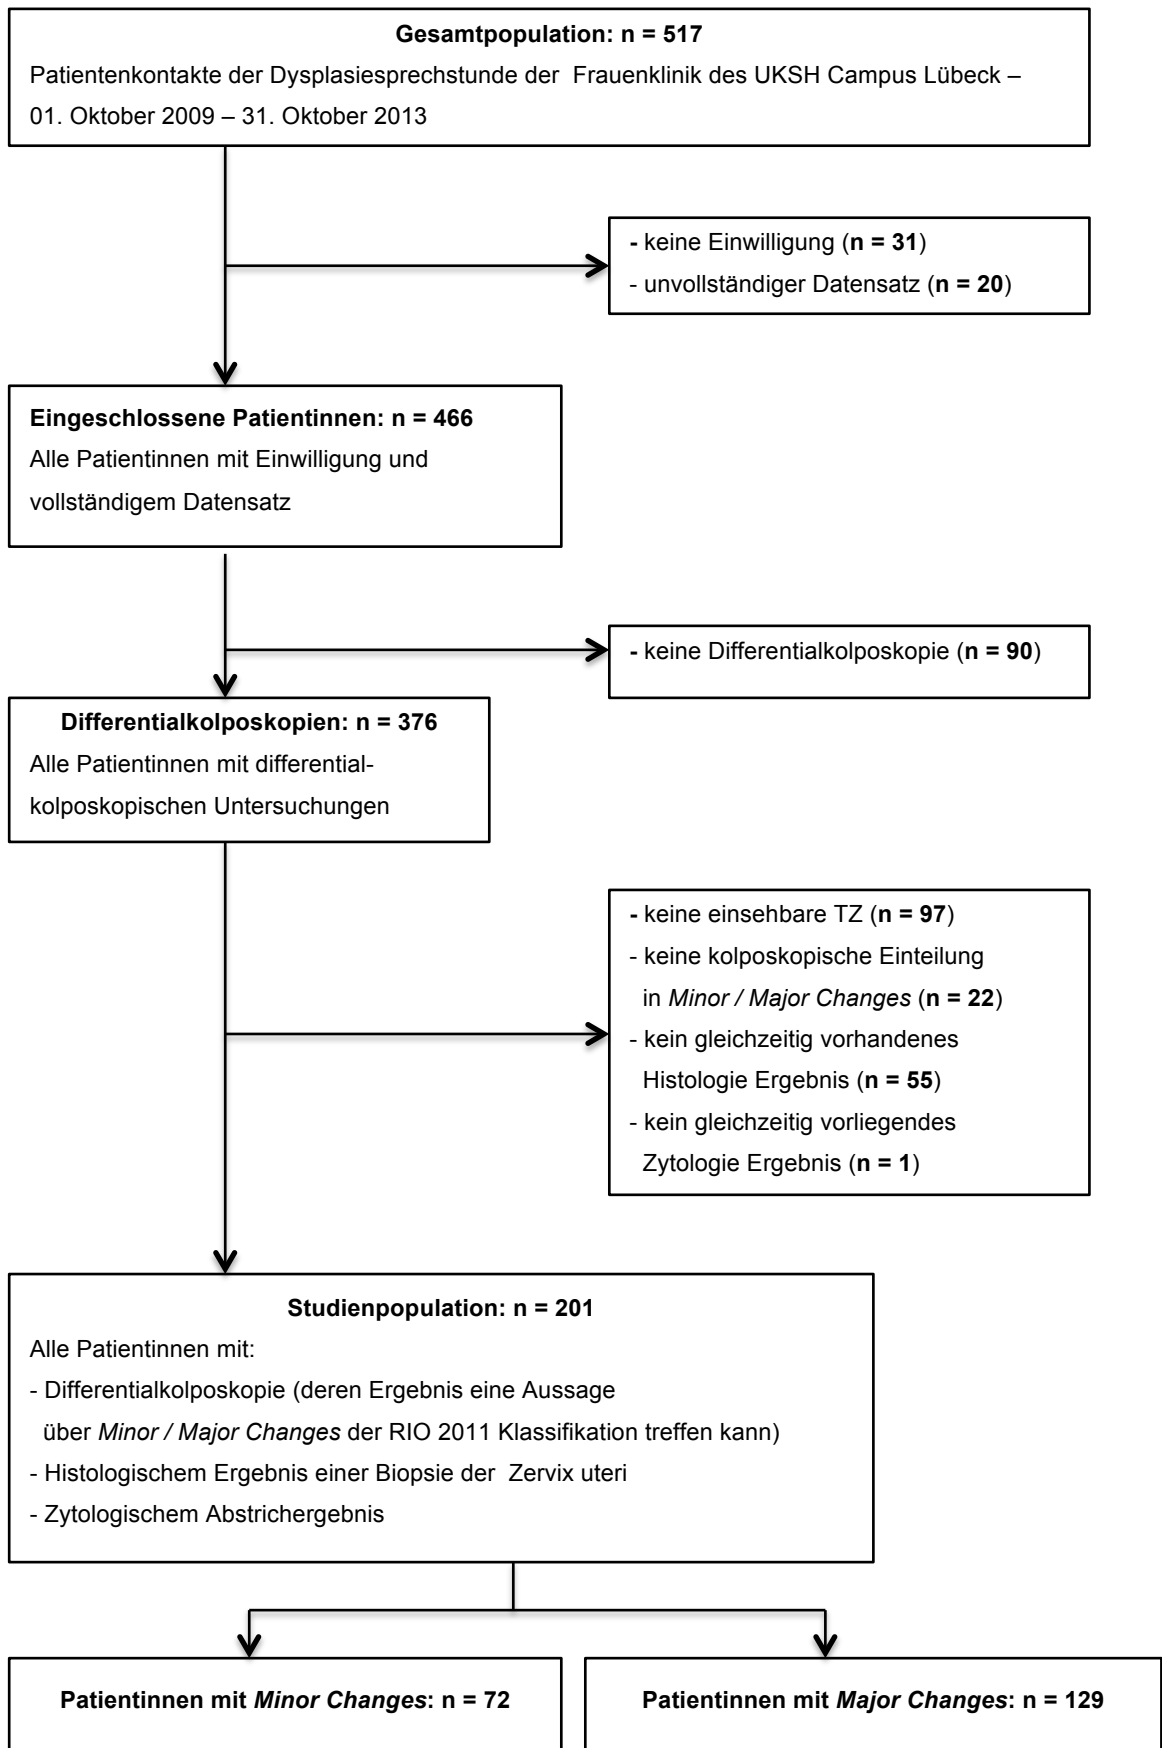 Gesamtpopulation: n = 517
Patientenkontakte der Dysplasiesprechstunde der Frauenklinik des UKSH Campus Lübeck –
01. Oktober 2009 – 31. Oktober 2013
- keine Einwilligung (n = 31)
- unvollständiger Datensatz (n = 20)
Eingeschlossene Patientinnen: n = 466
Alle Patientinnen mit Einwilligung und
vollständigem Datensatz
- keine Differentialkolposkopie (n = 90)
Differentialkolposkopien: n = 376
Alle Patientinnen mit differential-
kolposkopischen Untersuchungen
- keine einsehbare TZ (n = 97)
- keine kolposkopische Einteilung
in Minor / Major Changes (n = 22)
- kein gleichzeitig vorhandenes
Histologie Ergebnis (n = 55)
- kein gleichzeitig vorliegendes
Zytologie Ergebnis (n = 1)
Studienpopulation: n = 201
Alle Patientinnen mit:
- Differentialkolposkopie (deren Ergebnis eine Aussage
über Minor / Major Changes der RIO 2011 Klassifikation treffen kann)
- Histologischem Ergebnis einer Biopsie der Zervix uteri
- Zytologischem Abstrichergebnis
Patientinnen mit Minor Changes: n = 72
Patientinnen mit Major Changes: n = 129